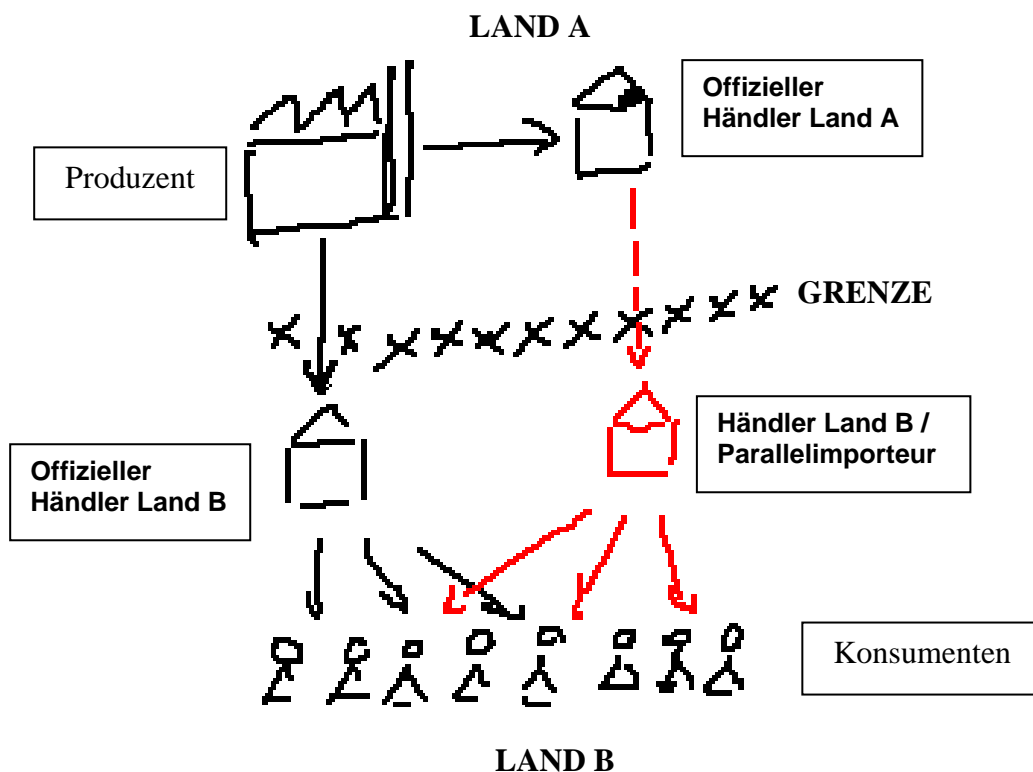 LAND A
Offizieller
Händler Land A
Produzent
GRENZE
Händler Land B /
Parallelimporteur
Offizieller
Händler Land B
Konsumenten
LAND B